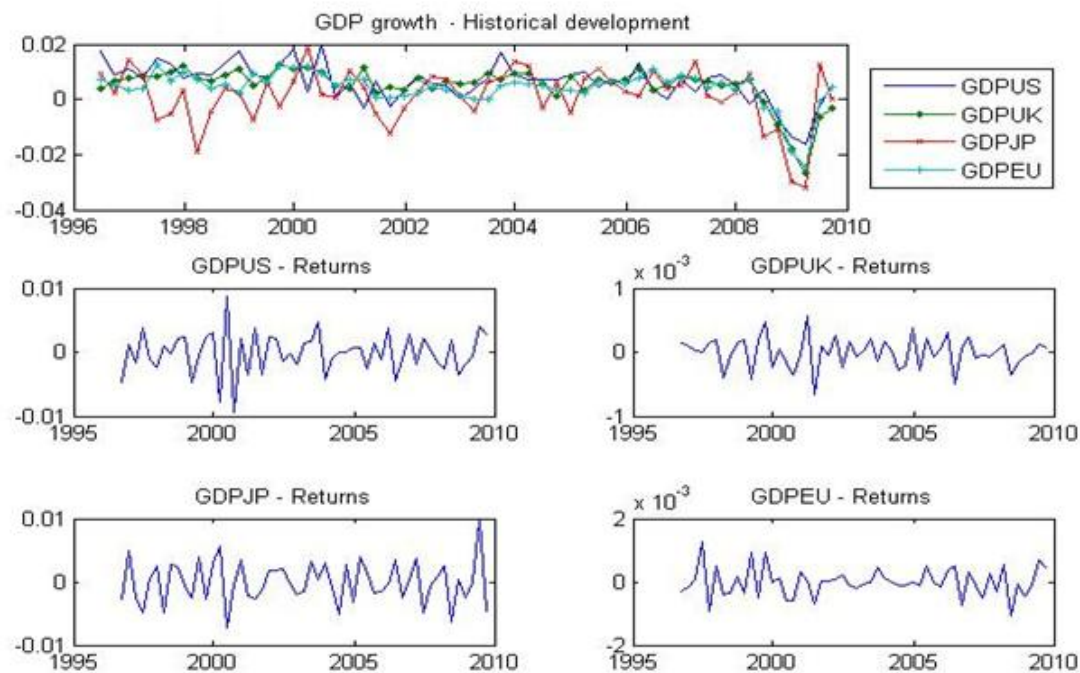 GDP growth - Historical development
0.02
0
-0.02
-0.04
1996 1998 2000 2002 2004 2006 2008 2010
GDPUS
GDPUK
GDPJP
GDPEU
GDPUS - Returns
0.01
0
-0.01
1995 2000 2005 2010
GDPUK - Returns
x 10-3
1
0
-1
1995 2000 2005 2010
GDPJP - Returns
0.01
0
-0.01
1995 2000 2005 2010
GDPEU - Returns
x 10-3
2
0
-2
1995 2000 2005 2010